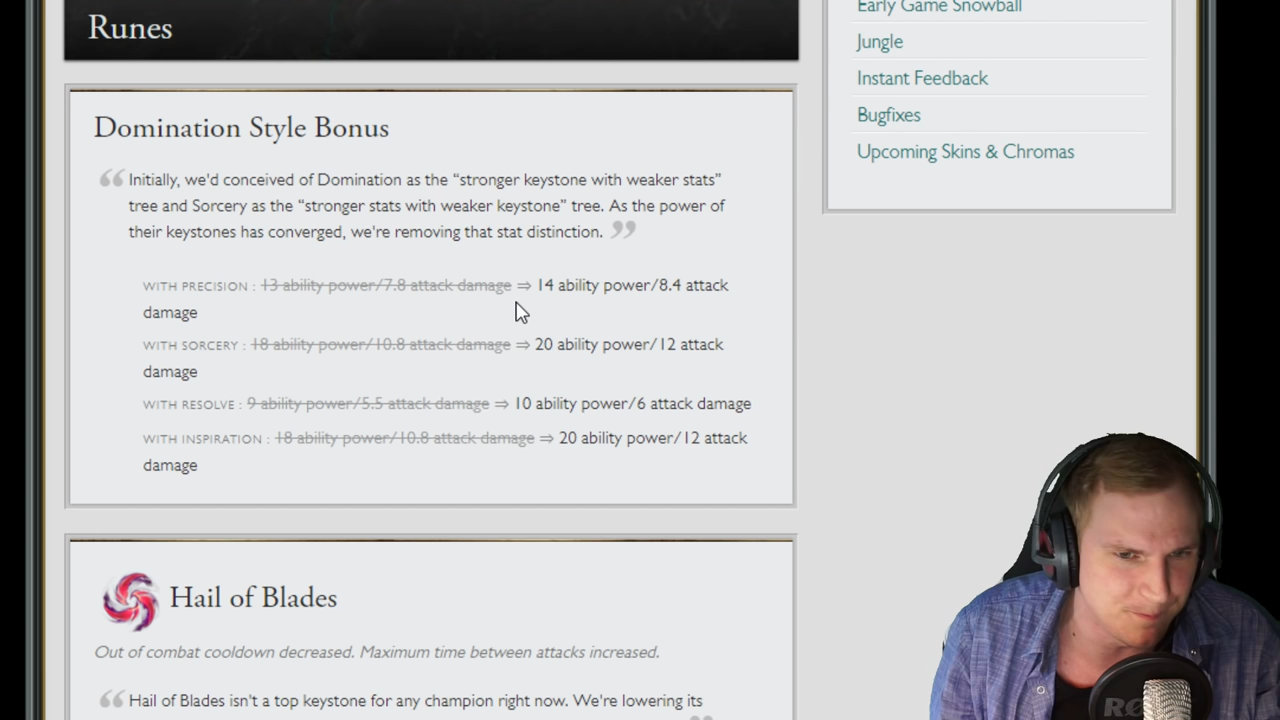 Runes
Early Game Snowball
Jungle
Instant Feedback
Bugfixes
Upcoming Skins & Chromas
Domination Style Bonus
“ Initially, we'd conceived of Domination as the “stronger keystone with weaker stats”
tree and Sorcery as the “stronger stats with weaker keystone” tree. As the power of
their keystones has converged, we're removing that stat distinction. ”
WITH PRECISION : 13 ability power/7.8 attack damage ⇒ 14 ability power/8.4 attack
damage
WITH SORCERY : 18 ability power/10.8 attack damage ⇒ 20 ability power/12 attack
damage
WITH RESOLVE : 9 ability power/5.5 attack damage ⇒ 10 ability power/6 attack damage
WITH INSPIRATION : 18 ability power/10.8 attack damage ⇒ 20 ability power/12 attack
damage
Hail of Blades
Out of combat cooldown decreased. Maximum time between attacks increased.
“ Hail of Blades isn't a top keystone for any champion right now. We're lowering its